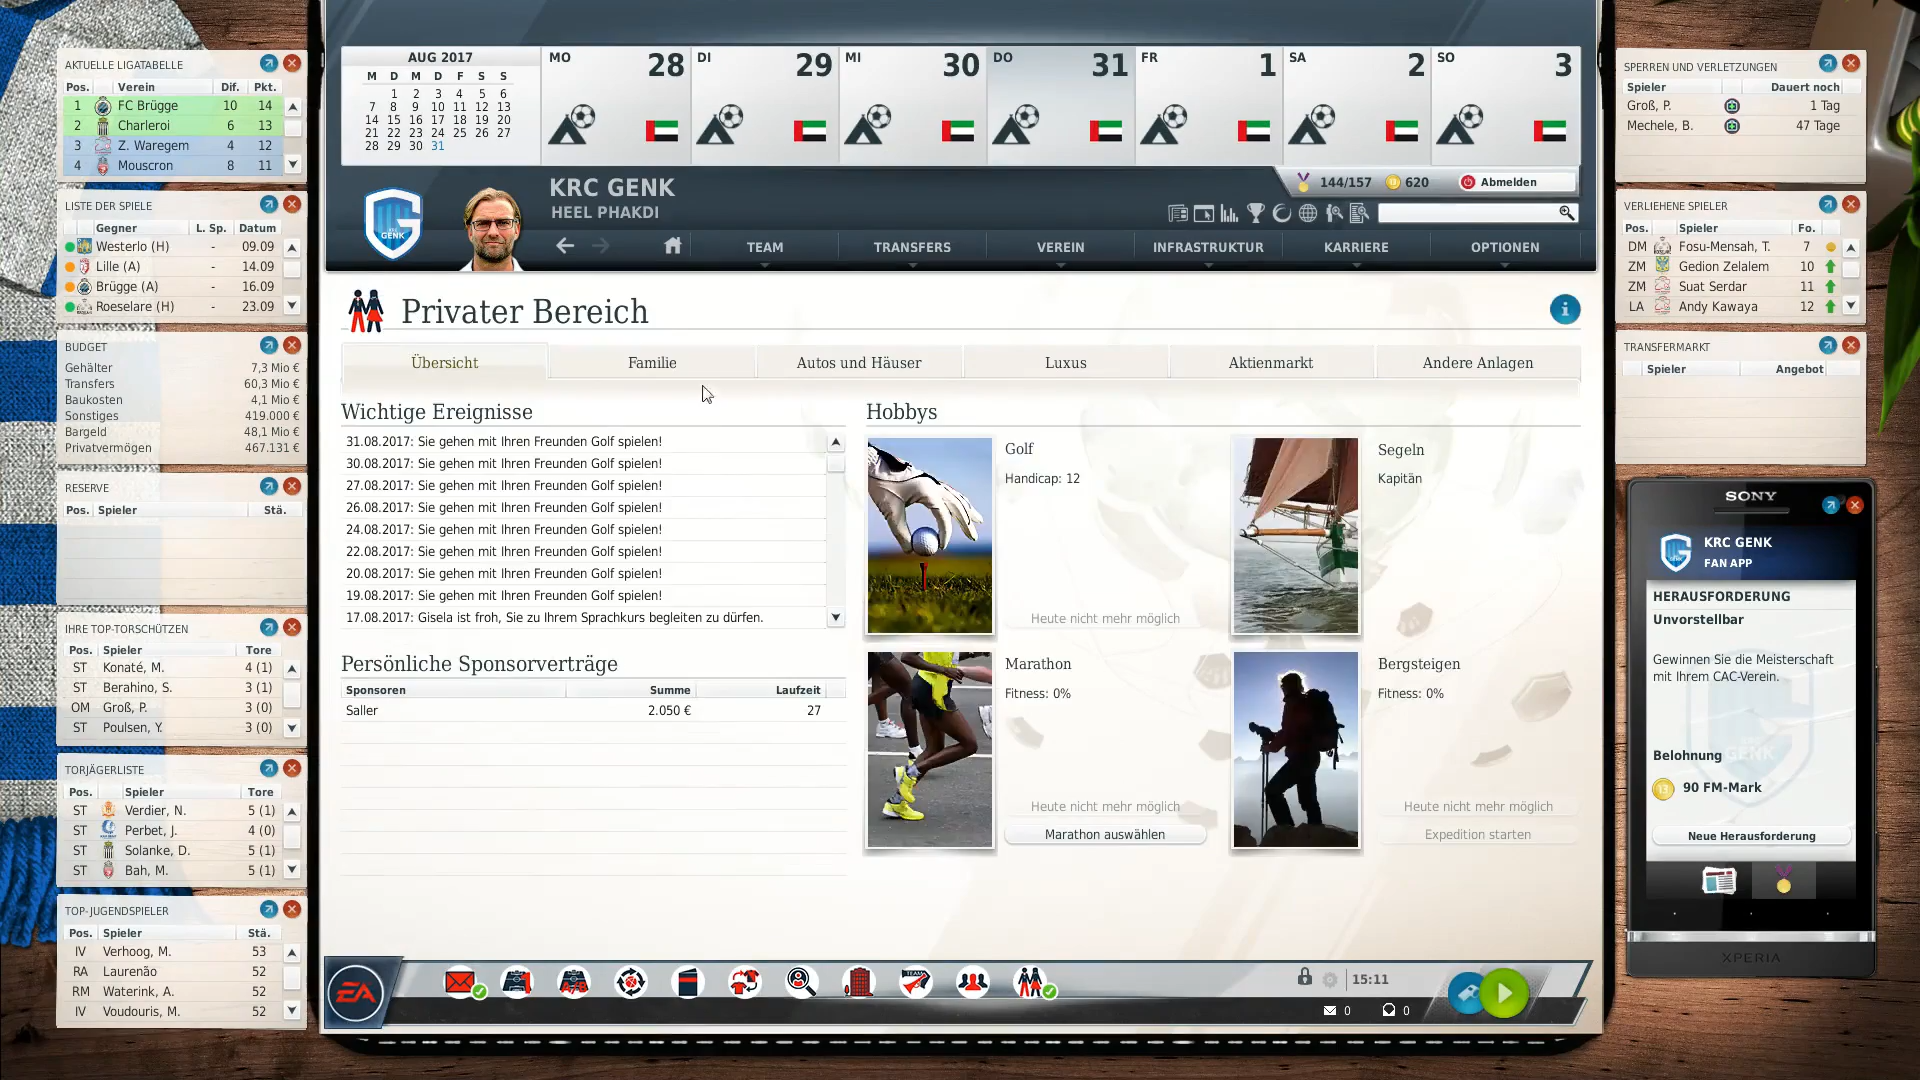 AKTUELLE LIGATABELLE
Pos. Verein Dif. Pkt.
1 FC Brügge 10 14
2 Charleroi 6 13
3 Z. Waregem 4 12
4 Mouscron 8 11
LISTE DER SPIELE
Gegner L. Sp. Datum
Westerlo (H) - 09.09
Lille (A) - 14.09
Brügge (A) - 16.09
Roeselare (H) - 23.09
BUDGET
Gehälter 7,3 Mio €
Transfers 60,3 Mio €
Baukosten 4,1 Mio €
Sonstiges 419.000 €
Bargeld 48,1 Mio €
Privatvermögen 467.131 €
RESERVE
Pos. Spieler Stä.
IHRE TOP-TORSCHÜTZEN
Pos. Spieler Tore
ST Konaté, M. 4 (1)
ST Berahino, S. 3 (1)
OM Groß, P. 3 (0)
ST Poulsen, Y. 3 (0)
TORJÄGERLISTE
Pos. Spieler Tore
ST Verdier, N. 5 (1)
ST Perbet, J. 4 (0)
ST Solanke, D. 5 (1)
ST Bah, M. 5 (1)
TOP-JUGENDSPIELER
Pos. Spieler Stä.
IV Verhoog, M. 53
RA Laurenão 52
RM Waterink, A. 52
IV Voudouris, M. 52
AUG 2017
M D M D F S S
1 2 3 4 5 6
7 8 9 10 11 12 13
14 15 16 17 18 19 20
21 22 23 24 25 26 27
28 29 30 31
MO 28 DI 29 MI 30 DO 31 FR 1 SA 2 SO 3
144/157 620 Abmelden
GENK
KRC GENK
HEEL PHAKDI
TEAM TRANSFERS VEREIN INFRASTRUKTUR KARRIERE OPTIONEN
Privater Bereich
Übersicht Familie Autos und Häuser Luxus Aktienmarkt Andere Anlagen
Wichtige Ereignisse
31.08.2017: Sie gehen mit Ihren Freunden Golf spielen!
30.08.2017: Sie gehen mit Ihren Freunden Golf spielen!
27.08.2017: Sie gehen mit Ihren Freunden Golf spielen!
26.08.2017: Sie gehen mit Ihren Freunden Golf spielen!
24.08.2017: Sie gehen mit Ihren Freunden Golf spielen!
22.08.2017: Sie gehen mit Ihren Freunden Golf spielen!
20.08.2017: Sie gehen mit Ihren Freunden Golf spielen!
19.08.2017: Sie gehen mit Ihren Freunden Golf spielen!
17.08.2017: Gisela ist froh, Sie zu Ihrem Sprachkurs begleiten zu dürfen.
Persönliche Sponsorverträge
Sponsoren Summe Laufzeit
Saller 2.050 € 27
Hobbys
Golf
Handicap: 12
Heute nicht mehr möglich
Segeln
Kapitän
Marathon
Fitness: 0%
Heute nicht mehr möglich
Marathon auswählen
Bergsteigen
Fitness: 0%
Heute nicht mehr möglich
Expedition starten
EA
A/B
TEAM
15:11
0 0
SPERREN UND VERLETZUNGEN
Spieler Dauert noch
Groß, P. 1 Tag
Mechele, B. 47 Tage
VERLIEHENE SPIELER
Pos. Spieler Fo.
DM Fosu-Mensah, T. 7
ZM Gedion Zelalem 10
ZM Suat Serdar 11
LA Andy Kawaya 12
TRANSFERMARKT
Spieler Angebot
SONY
KRC GENK
FAN APP
HERAUSFORDERUNG
Unvorstellbar
Gewinnen Sie die Meisterschaft
mit Ihrem CAC-Verein.
Belohnung
90 FM-Mark
Neue Herausforderung
XPERIA